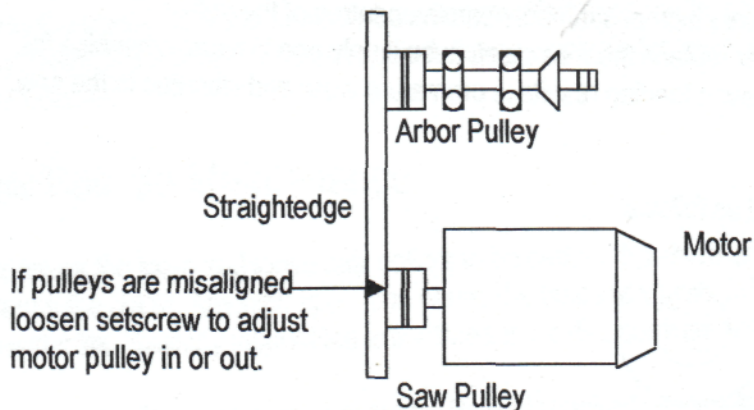 Arbor Pulley
Straightedge
Motor
If pulleys are misaligned
loosen setscrew to adjust
motor pulley in or out.
Saw Pulley